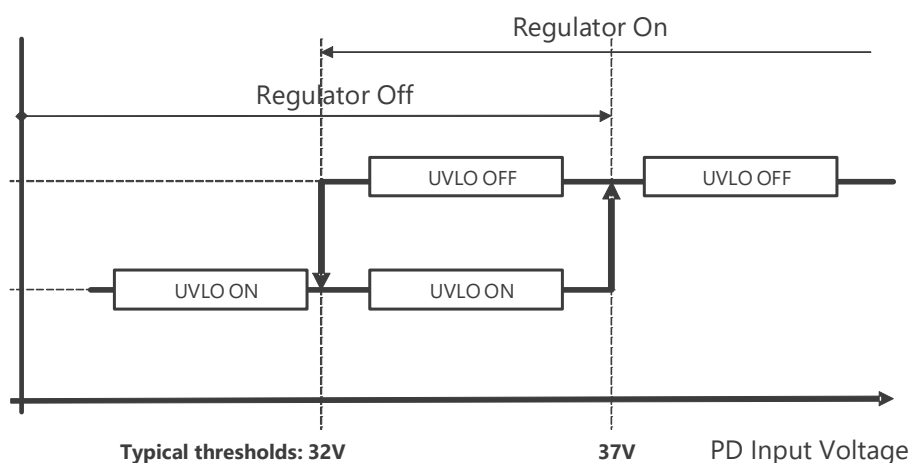 Regulator On
Regulator Off
UVLO OFF
UVLO OFF
UVLO ON
UVLO ON
Typical thresholds: 32V
37V
PD Input Voltage